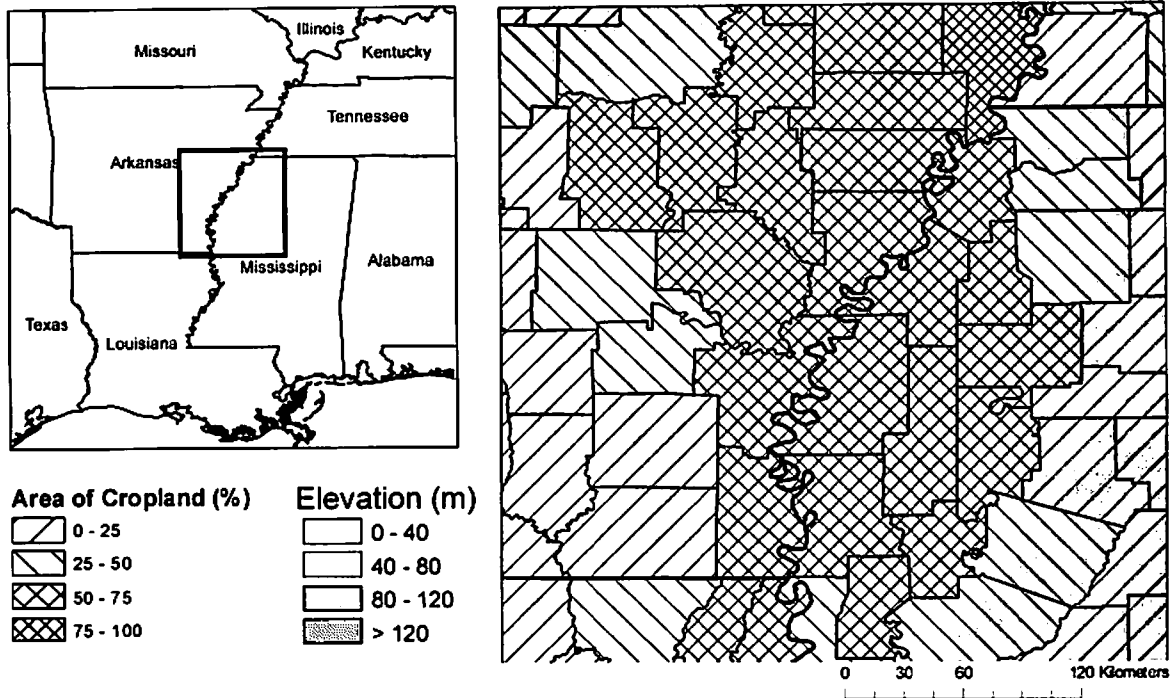 Illinois
Missouri
Kentucky
Tennessee
Arkansas
Mississippi
Alabama
Texas
Louisiana
Area of Cropland (%)
0 - 25
25 - 50
50 - 75
75 - 100
Elevation (m)
0 - 40
40 - 80
80 - 120
> 120
0 30 60 120 Kilometers